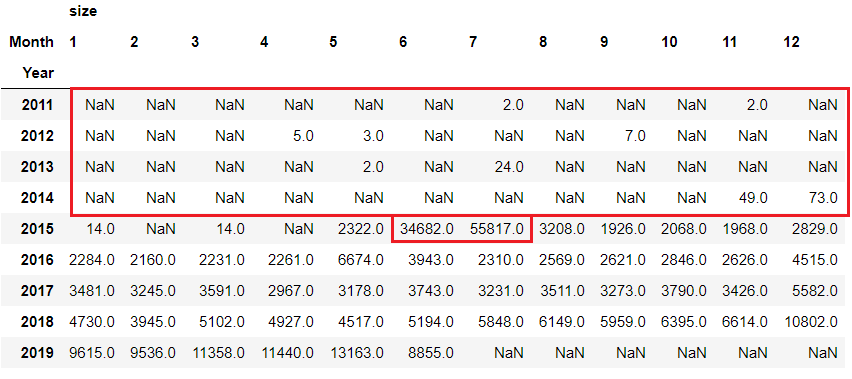 size
Month 1 2 3 4 5 6 7 8 9 10 11 12
Year
2011 NaN NaN NaN NaN NaN NaN 2.0 NaN NaN NaN 2.0 NaN
2012 NaN NaN NaN 5.0 3.0 NaN NaN NaN 7.0 NaN NaN NaN
2013 NaN NaN NaN NaN 2.0 NaN 24.0 NaN NaN NaN NaN NaN
2014 NaN NaN NaN NaN NaN NaN NaN NaN NaN NaN 49.0 73.0
2015 14.0 NaN 14.0 NaN 2322.0 34682.0 55817.0 3208.0 1926.0 2068.0 1968.0 2829.0
2016 2284.0 2160.0 2231.0 2261.0 6674.0 3943.0 2310.0 2569.0 2621.0 2846.0 2626.0 4515.0
2017 3481.0 3245.0 3591.0 2967.0 3178.0 3743.0 3231.0 3511.0 3273.0 3790.0 3426.0 5582.0
2018 4730.0 3945.0 5102.0 4927.0 4517.0 5194.0 5848.0 6149.0 5959.0 6395.0 6614.0 10802.0
2019 9615.0 9536.0 11358.0 11440.0 13163.0 8855.0 NaN NaN NaN NaN NaN NaN